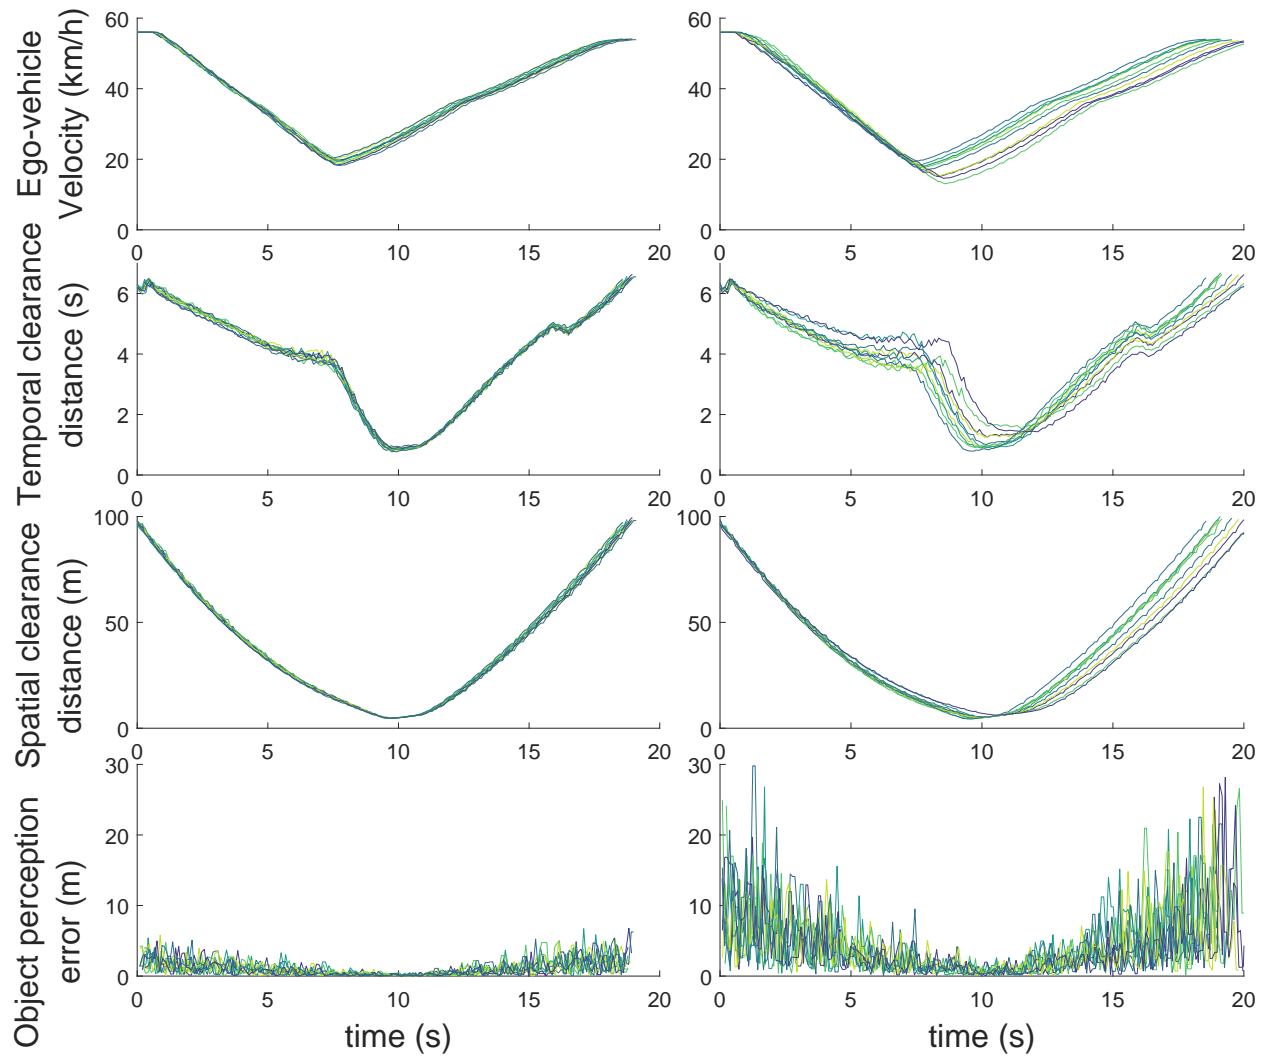 Ego-vehicle
Velocity (km/h)
60
40
20
0
0 5 10 15 20
60
40
20
0
0 5 10 15 20
Temporal clearance
distance (s)
6
4
2
0
0 5 10 15 20
6
4
2
0
0 5 10 15 20
Spatial clearance
distance (m)
100
50
0
0 5 10 15 20
100
50
0
0 5 10 15 20
Object perception
error (m)
30
20
10
0
0 5 10 15 20
time (s)
30
20
10
0
0 5 10 15 20
time (s)